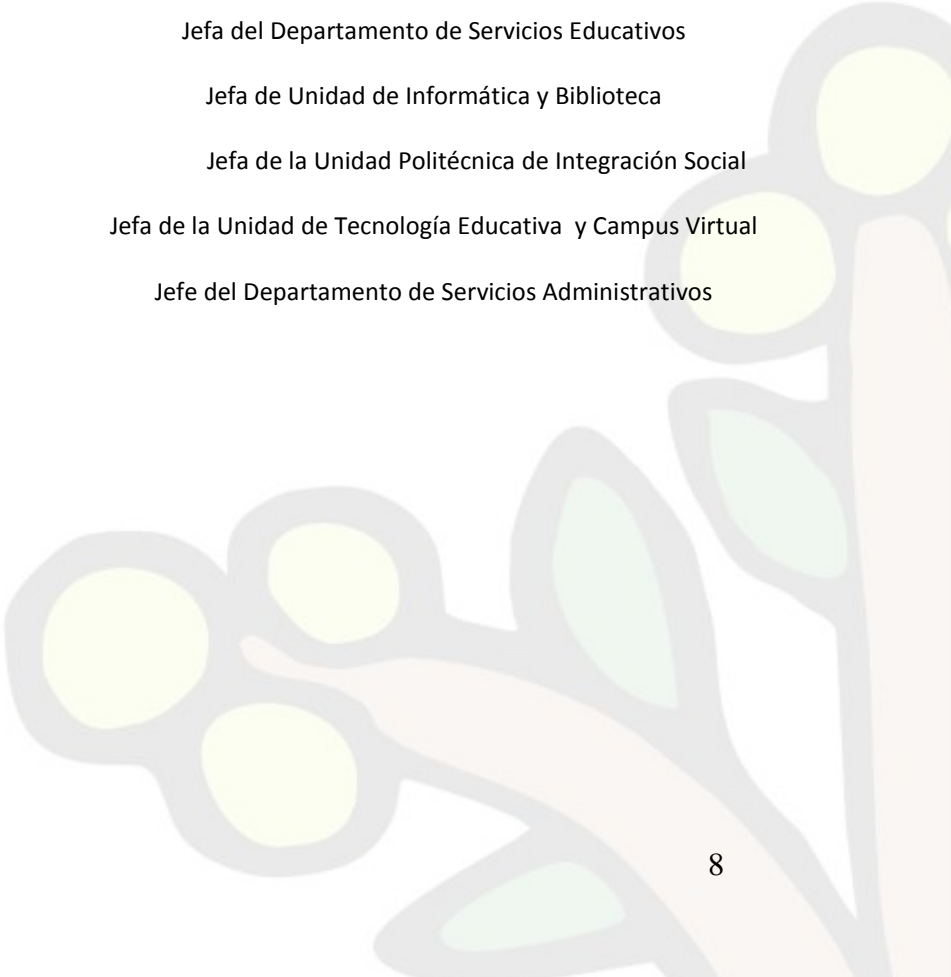 Jefa del Departamento de Servicios Educativos
Jefa de Unidad de Informática y Biblioteca
Jefa de la Unidad Politécnica de Integración Social
Jefa de la Unidad de Tecnología Educativa  y Campus Virtual
Jefe del Departamento de Servicios Administrativos
8